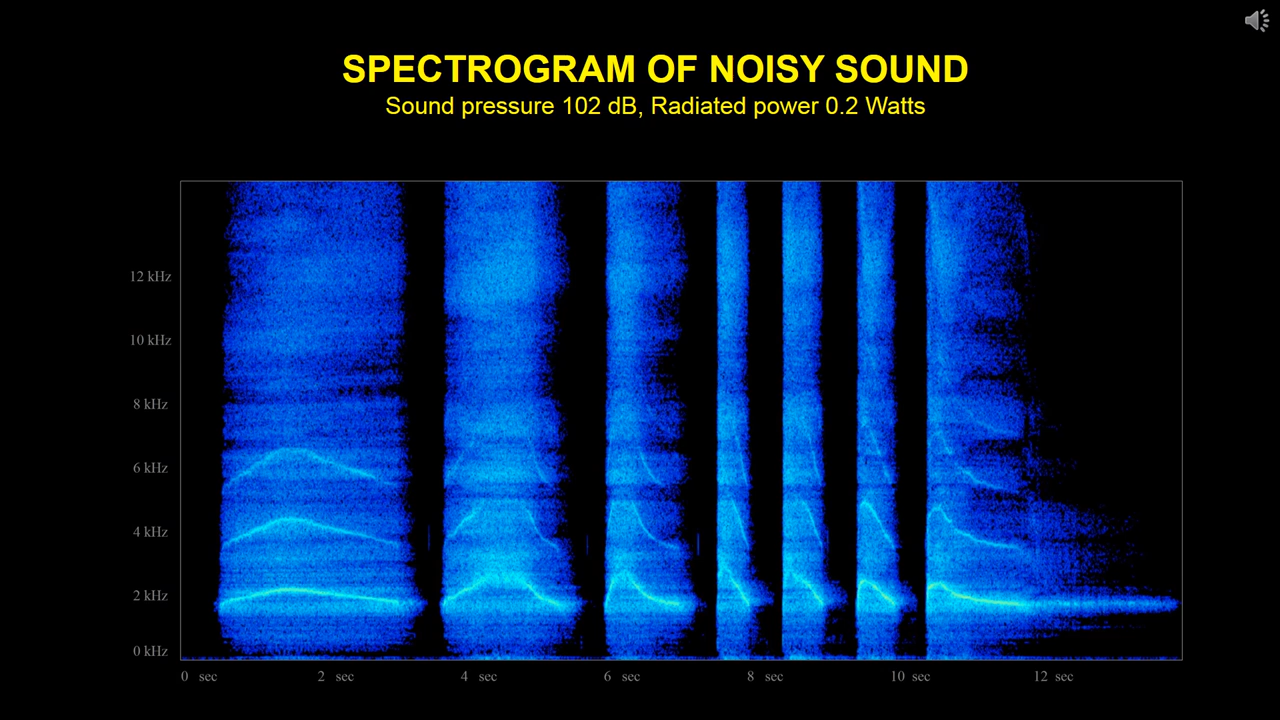 SPECTROGRAM OF NOISY SOUND
Sound pressure 102 dB, Radiated power 0.2 Watts
12 kHz
10 kHz
8 kHz
6 kHz
4 kHz
2 kHz
0 kHz
0 sec 2 sec 4 sec 6 sec 8 sec 10 sec 12 sec